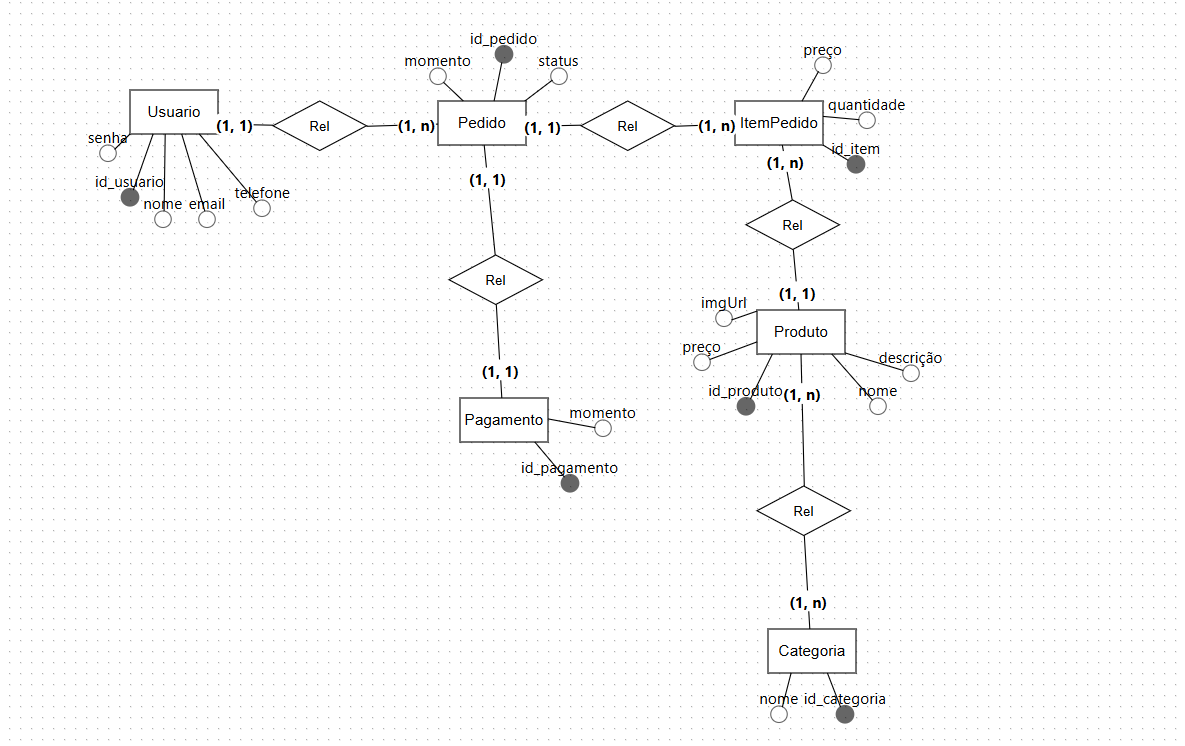 id_pedido
momento
status
preço
Usuario
(1, 1)
Rel
(1, n)
Pedido
(1, 1)
Rel
(1, n)
ItemPedido
quantidade
id_item
senha
id_usuario
nome
email
telefone
(1, 1)
(1, n)
Rel
Rel
(1, 1)
imgUrl
Produto
preço
descrição
id_produto
(1, n)
nome
(1, 1)
Pagamento
momento
id_pagamento
Rel
(1, n)
Categoria
nome
id_categoria